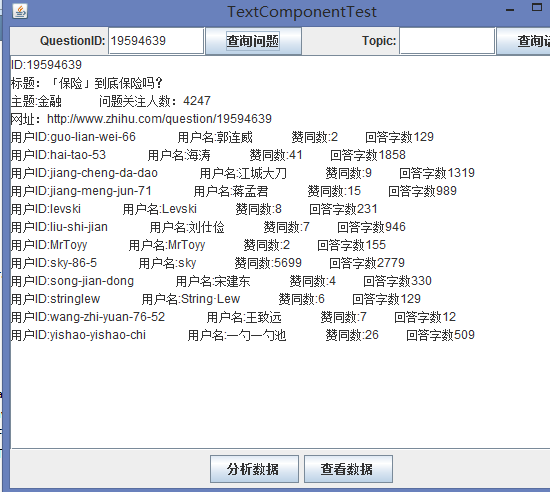 TextComponentTest
QuestionID: 19594639 查询问题 Topic: 查询话
ID:19594639
标题：「保险」到底保险吗？
主题:金融 问题关注人数：4247
网址：http://www.zhihu.com/question/19594639
用户ID:guo-lian-wei-66 用户名:郭连威 赞同数:2 回答字数129
用户ID:hai-tao-53 用户名:海涛 赞同数:41 回答字数1858
用户ID:jiang-cheng-da-dao 用户名:江城大刀 赞同数:9 回答字数1319
用户ID:jiang-meng-jun-71 用户名:蒋孟君 赞同数:15 回答字数989
用户ID:levski 用户名:Levski 赞同数:8 回答字数231
用户ID:liu-shi-jian 用户名:刘仕俭 赞同数:7 回答字数946
用户ID:MrToyy 用户名:MrToyy 赞同数:2 回答字数155
用户ID:sky-86-5 用户名:sky 赞同数:5699 回答字数2779
用户ID:song-jian-dong 用户名:宋建东 赞同数:4 回答字数330
用户ID:stringlew 用户名:String·Lew 赞同数:6 回答字数129
用户ID:wang-zhi-yuan-76-52 用户名:王致远 赞同数:7 回答字数12
用户ID:yishao-yishao-chi 用户名:一勺一勺池 赞同数:26 回答字数509
分析数据 查看数据